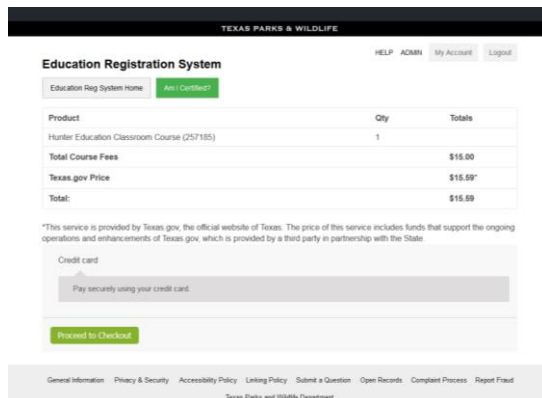 TEXAS PARKS & WILDLIFE
HELP ADMIN My Account Logout
Education Registration System
Education Reg System Home Am I Certified?
Product Qty Totals
Hunter Education Classroom Course (257185) 1
Total Course Fees $15.00
Texas.gov Price $15.59*
Total: $15.59
*This service is provided by Texas.gov, the official website of Texas. The price of this service includes funds that support the ongoing
operations and enhancements of Texas.gov, which is provided by a third party in partnership with the State.
Credit card
Pay securely using your credit card.
Proceed to Checkout
General Information Privacy & Security Accessibility Policy Linking Policy Submit a Question Open Records Complaint Process Report Fraud
Texas Parks and Wildlife Department